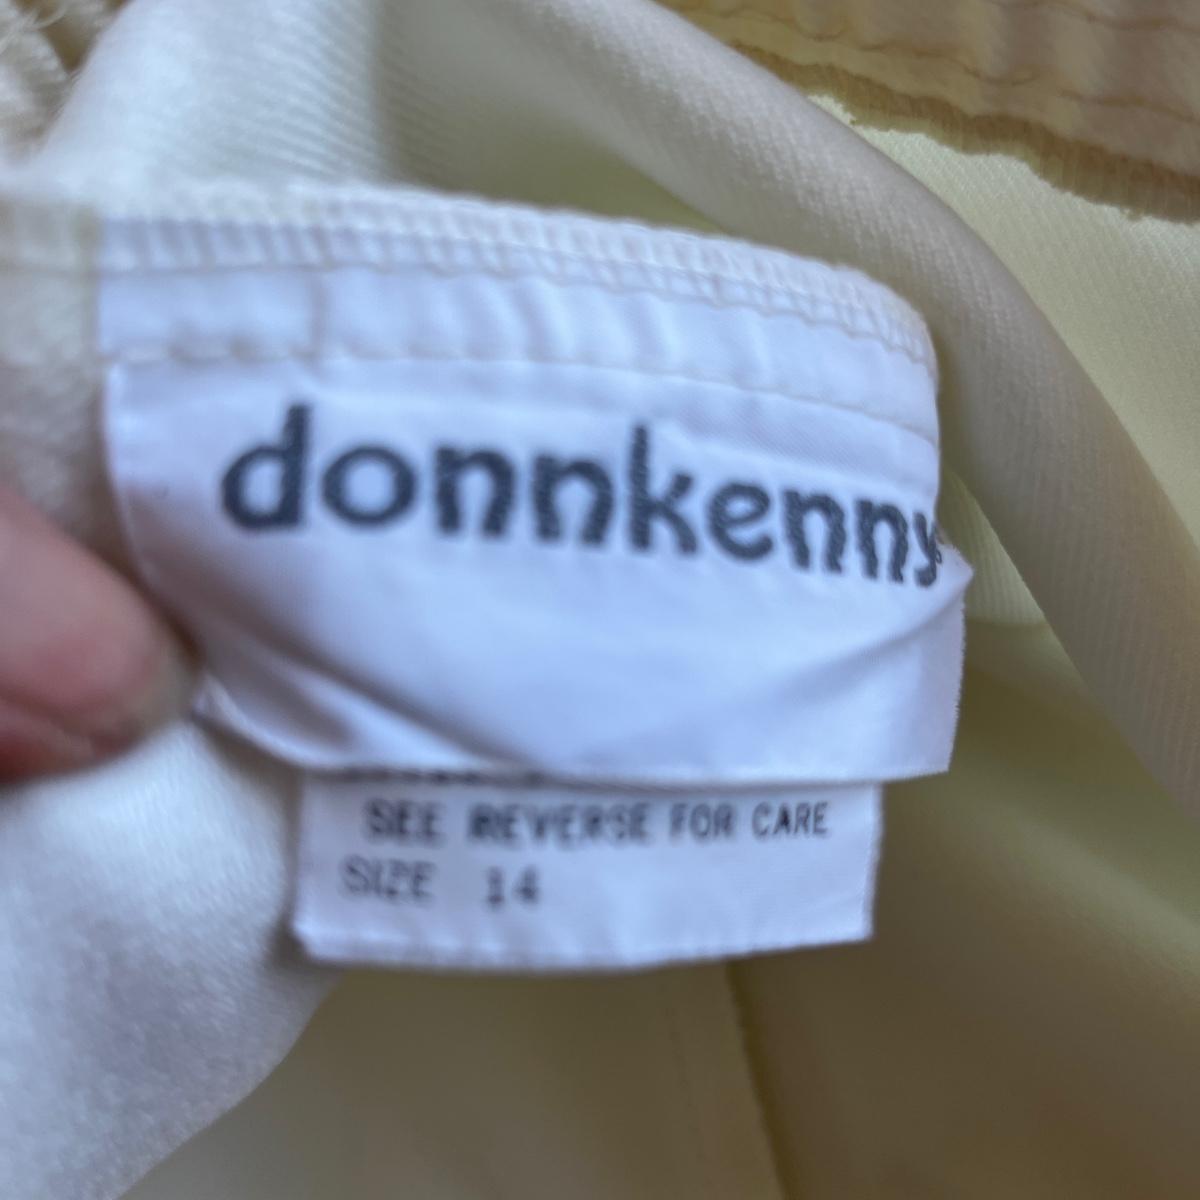 donnkenny
SEE REVERSE FOR CARE
SIZE 14